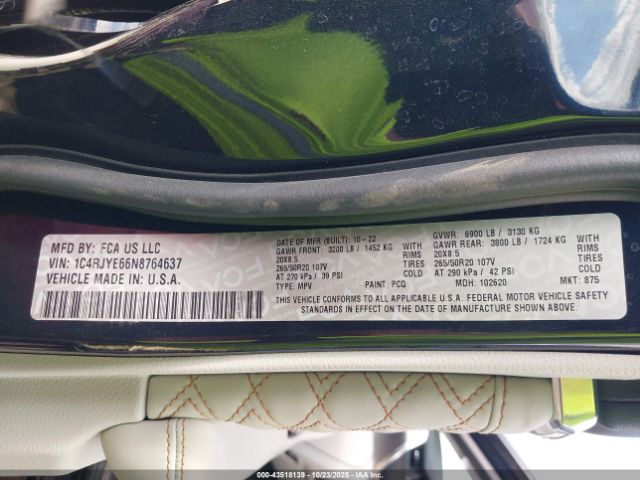 MFD BY: FCA US LLC
VIN: 1C4RJYE66N8764637
VEHICLE MADE IN: U.S.A.
DATE OF MFR (BUILT): 10-22
GAWR FRONT: 3200 LB / 1452 KG
20X8.5
265/50R20 107V
AT 270 kPa / 39 PSI
TYPE: MPV
WITH
RIMS
TIRES
COLD
PAINT: PCQ
GVWR: 6900 LB / 3130 KG
GAWR REAR: 3800 LB / 1724 KG
20X8.5
265/50R20 107V
AT 290 kPa / 42 PSI
MDH: 102620
WITH
RIMS
TIRES
COLD
MKT: 875
THIS VEHICLE CONFORMS TO ALL APPLICABLE U.S.A. FEDERAL MOTOR VEHICLE SAFETY
STANDARDS IN EFFECT ON THE DATE OF MANUFACTURE SHOWN ABOVE.
000-43518139 - 10/23/2025 - IAAI.COM